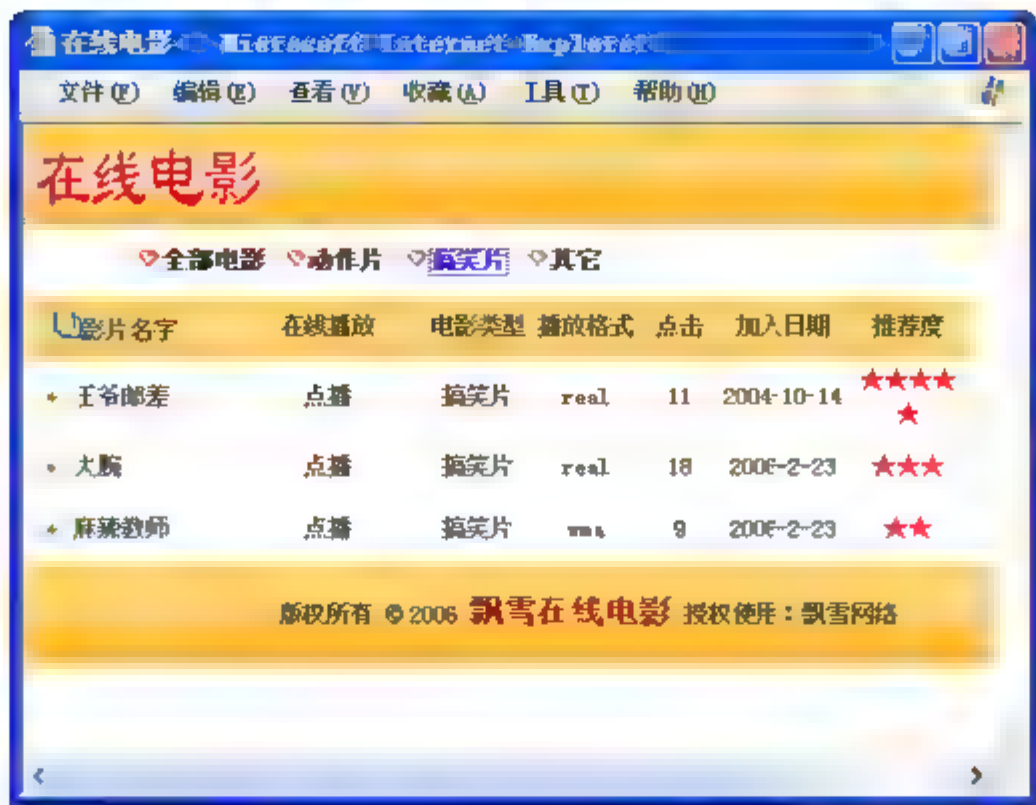 在线电影 - Microsoft Internet Explorer
文件(F) 编辑(E) 查看(V) 收藏(A) 工具(T) 帮助(H)
在线电影
全部电影 动作片 搞笑片 其它
影片名字 在线播放 电影类型 播放格式 点击 加入日期 推荐度
王爷邮差 点播 搞笑片 real 11 2004-10-14 ★★★★
★
大腕 点播 搞笑片 real 18 2006-2-23 ★★★
麻辣教师 点播 搞笑片 wma 9 2006-2-23 ★★
版权所有 © 2006 飘雪在线电影 授权使用：飘雪网络